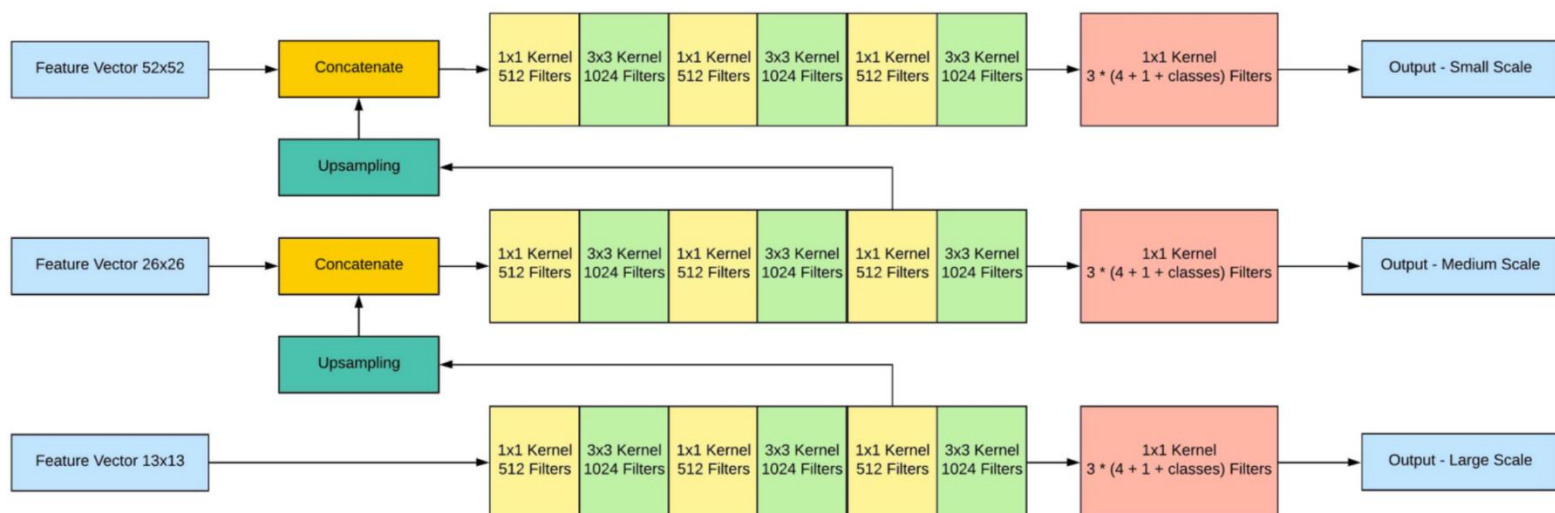 Feature Vector 52x52
Concatenate
1x1 Kernel
512 Filters
3x3 Kernel
1024 Filters
1x1 Kernel
512 Filters
3x3 Kernel
1024 Filters
1x1 Kernel
512 Filters
3x3 Kernel
1024 Filters
1x1 Kernel
3 * (4 + 1 + classes) Filters
Output - Small Scale
Upsampling
Feature Vector 26x26
Concatenate
1x1 Kernel
512 Filters
3x3 Kernel
1024 Filters
1x1 Kernel
512 Filters
3x3 Kernel
1024 Filters
1x1 Kernel
512 Filters
3x3 Kernel
1024 Filters
1x1 Kernel
3 * (4 + 1 + classes) Filters
Output - Medium Scale
Upsampling
Feature Vector 13x13
1x1 Kernel
512 Filters
3x3 Kernel
1024 Filters
1x1 Kernel
512 Filters
3x3 Kernel
1024 Filters
1x1 Kernel
512 Filters
3x3 Kernel
1024 Filters
1x1 Kernel
3 * (4 + 1 + classes) Filters
Output - Large Scale